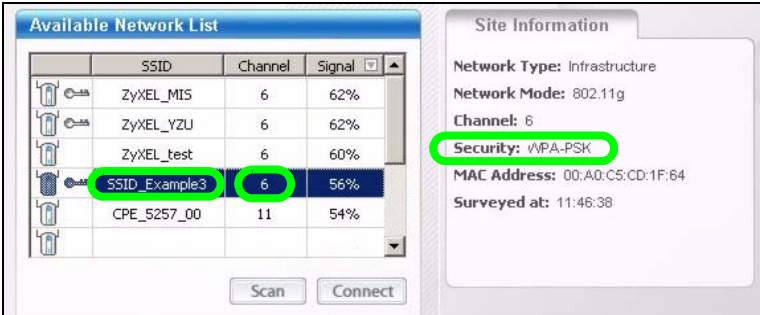 Available Network List
SSID Channel Signal
ZyXEL_MIS 6 62%
ZyXEL_YZU 6 62%
ZyXEL_test 6 60%
SSID_Example3 6 56%
CPE_5257_00 11 54%
Scan Connect
Site Information
Network Type: Infrastructure
Network Mode: 802.11g
Channel: 6
Security: WPA-PSK
MAC Address: 00:A0:C5:CD:1F:64
Surveyed at: 11:46:38